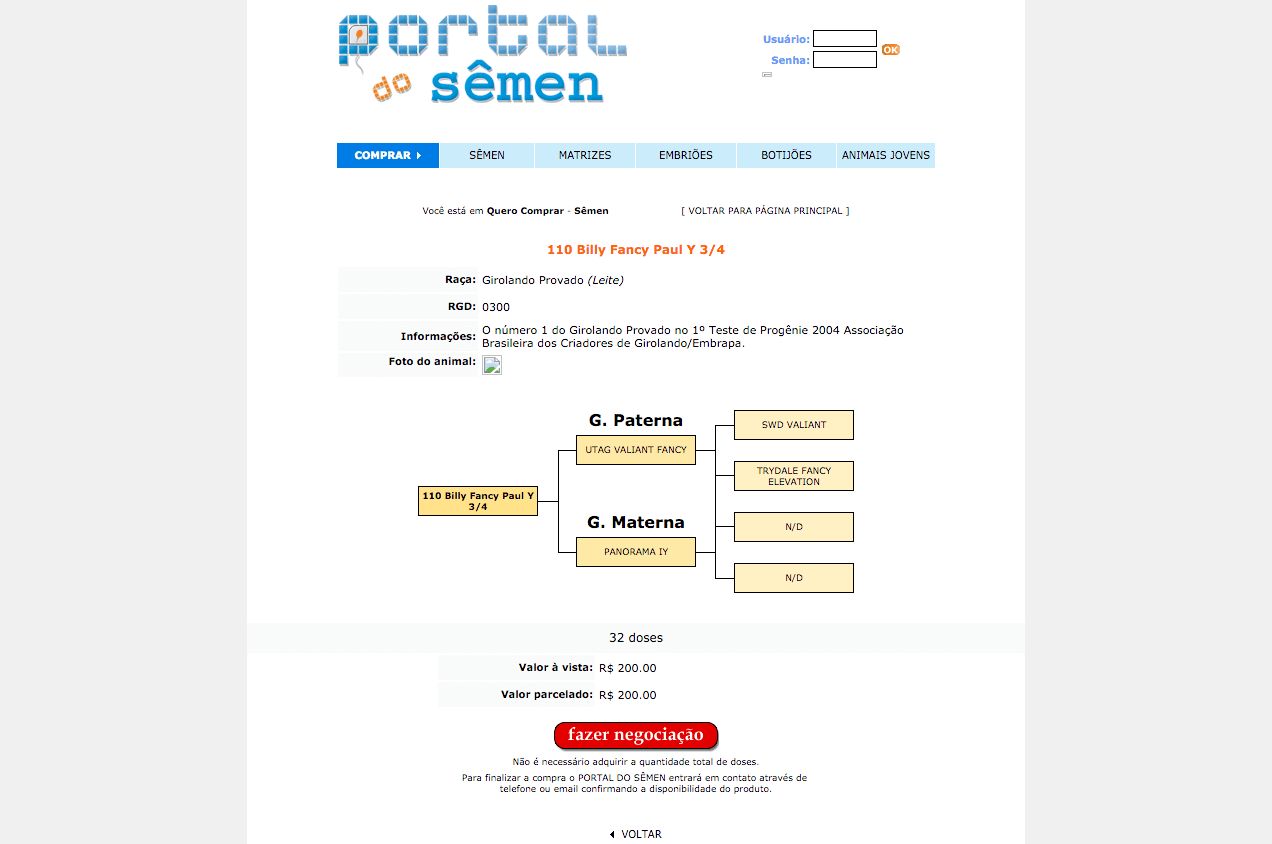 portal
do sêmen
Usuário:
OK
Senha:
COMPRAR
SÊMEN
MATRIZES
EMBRIÕES
BOTIJÕES
ANIMAIS JOVENS
Você está em Quero Comprar - Sêmen
[ VOLTAR PARA PÁGINA PRINCIPAL ]
110 Billy Fancy Paul Y 3/4
Raça: Girolando Provado (Leite)
RGD: 0300
Informações: O número 1 do Girolando Provado no 1º Teste de Progênie 2004 Associação
Brasileira dos Criadores de Girolando/Embrapa.
Foto do animal:
G. Paterna
SWD VALIANT
UTAG VALIANT FANCY
TRYDALE FANCY
ELEVATION
110 Billy Fancy Paul Y
3/4
G. Materna
N/D
PANORAMA IY
N/D
32 doses
Valor à vista: R$ 200.00
Valor parcelado: R$ 200.00
fazer negociação
Não é necessário adquirir a quantidade total de doses.
Para finalizar a compra o PORTAL DO SÊMEN entrará em contato através de
telefone ou email confirmando a disponibilidade do produto.
VOLTAR